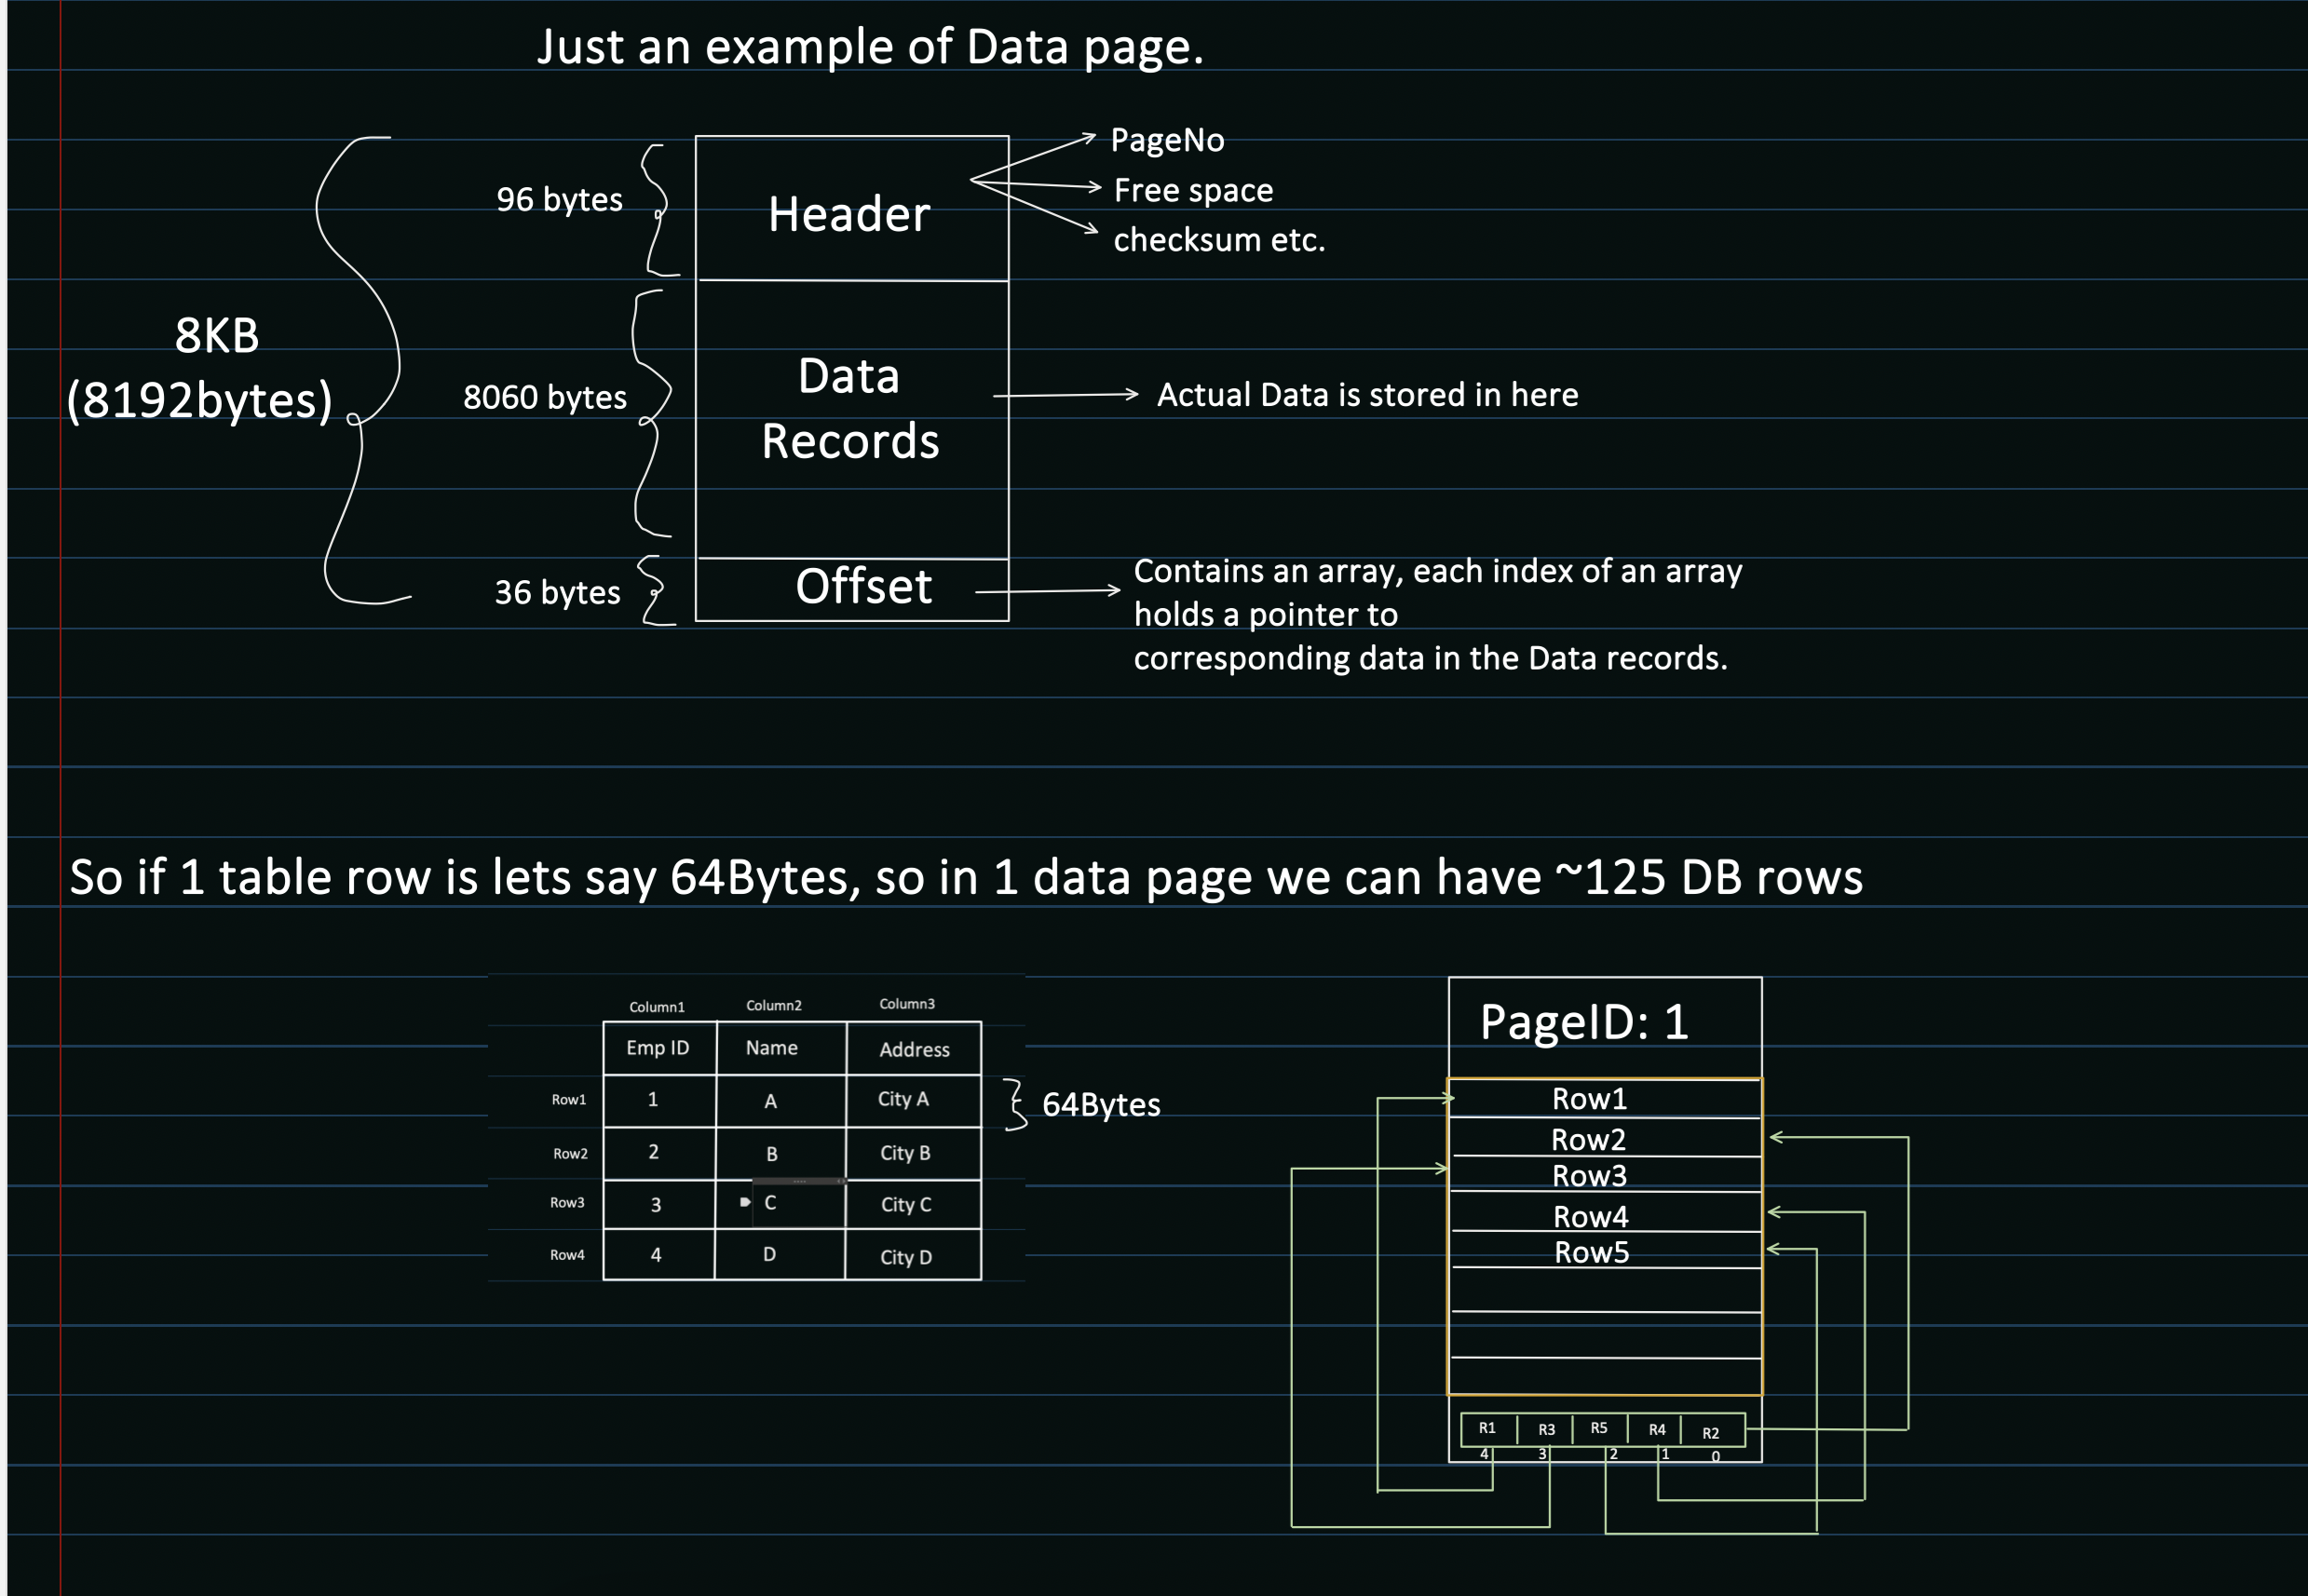 Just an example of Data page.
PageNo
96 bytes
Header
Free space
checksum etc.
8KB
(8192bytes)
8060 bytes
Data
Records
Actual Data is stored in here
36 bytes
Offset
Contains an array, each index of an array
holds a pointer to
corresponding data in the Data records.
So if 1 table row is lets say 64Bytes, so in 1 data page we can have ~125 DB rows
Column1 Column2 Column3
Emp ID Name Address
Row1 1 A City A
64Bytes
Row2 2 B City B
Row3 3 C City C
Row4 4 D City D
PageID: 1
Row1
Row2
Row3
Row4
Row5
R1 R3 R5 R4 R2
4 3 2 1 0